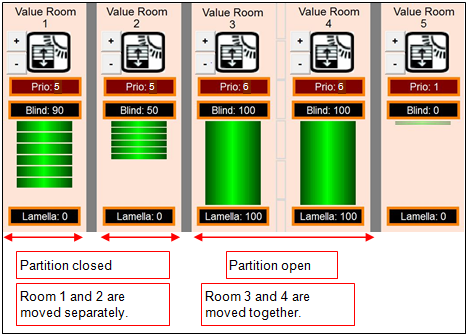 Value Room
1
Value Room
2
Value Room
3
Value Room
4
Value Room
5
+
-
+
-
+
-
+
-
+
-
Prio: 5
Prio: 5
Prio: 6
Prio: 6
Prio: 1
Blind: 90
Blind: 50
Blind: 100
Blind: 100
Blind: 0
Lamella: 0
Lamella: 0
Lamella: 100
Lamella: 100
Lamella: 0
Partition closed
Partition open
Room 1 and 2 are
moved separately.
Room 3 and 4 are
moved together.